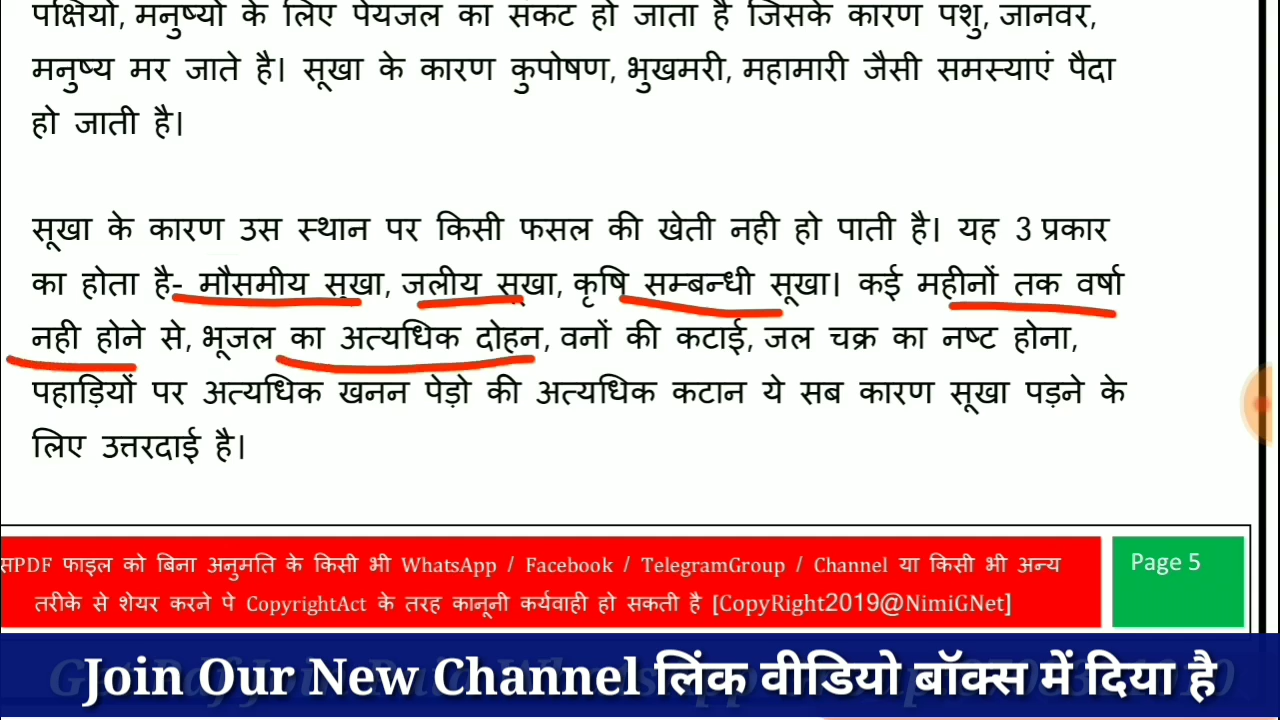 पक्षियो, मनुष्यो के लिए पेयजल का संकट हो जाता है जिसके कारण पशु, जानवर,
मनुष्य मर जाते है। सूखा के कारण कुपोषण, भुखमरी, महामारी जैसी समस्याएं पैदा
हो जाती है।
सूखा के कारण उस स्थान पर किसी फसल की खेती नही हो पाती है। यह 3 प्रकार
का होता है- मौसमीय सूखा, जलीय सूखा, कृषि सम्बन्धी सूखा। कई महीनों तक वर्षा
नही होने से, भूजल का अत्यधिक दोहन, वनों की कटाई, जल चक्र का नष्ट होना,
पहाड़ियों पर अत्यधिक खनन पेड़ो की अत्यधिक कटान ये सब कारण सूखा पड़ने के
लिए उत्तरदाई है।
सPDF फाइल को बिना अनुमति के किसी भी WhatsApp / Facebook / TelegramGroup / Channel या किसी भी अन्य
तरीके से शेयर करने पे CopyrightAct के तरह कानूनी कर्यवाही हो सकती है [CopyRight2019@NimiGNet]
Page 5
Join Our New Channel लिंक वीडियो बॉक्स में दिया है